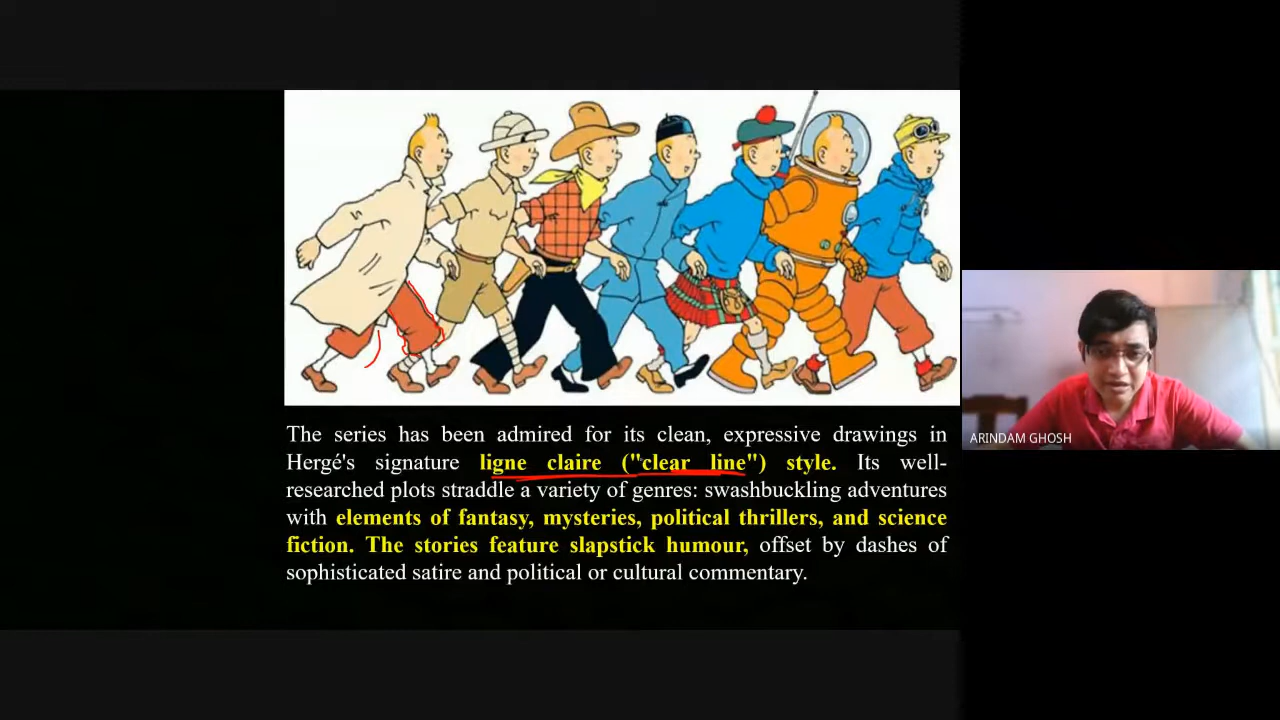 The series has been admired for its clean, expressive drawings in
Hergé's signature ligne claire ("clear line") style. Its well-
researched plots straddle a variety of genres: swashbuckling adventures
with elements of fantasy, mysteries, political thrillers, and science
fiction. The stories feature slapstick humour, offset by dashes of
sophisticated satire and political or cultural commentary.
ARINDAM GHOSH